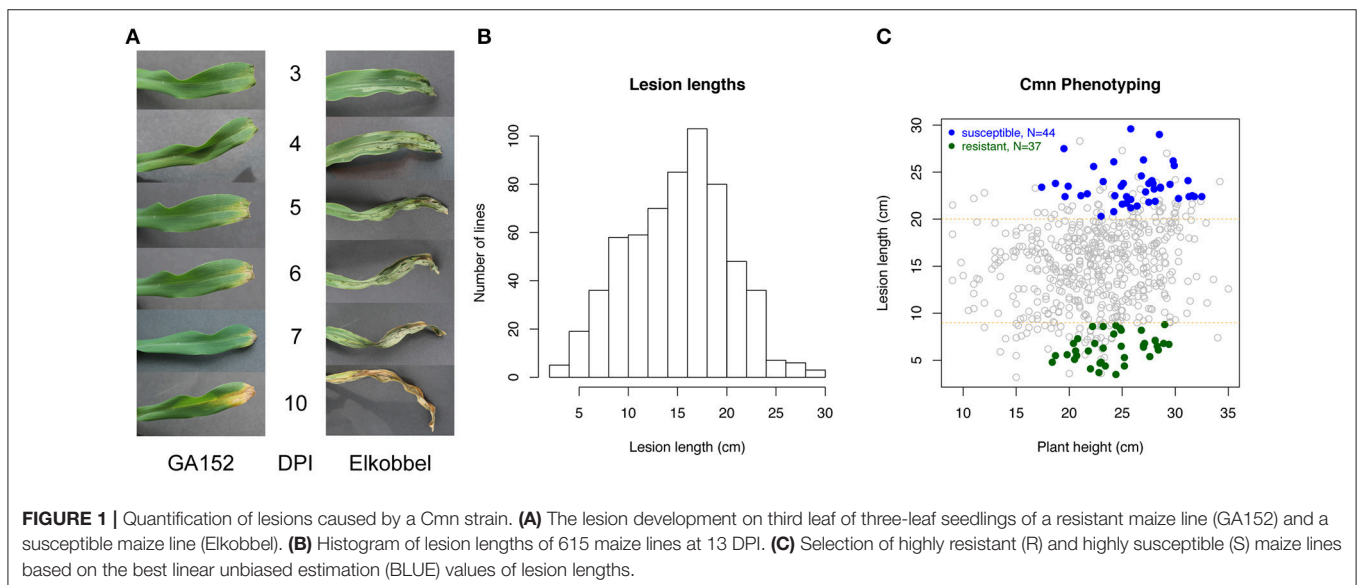 A
3
4
5
6
7
10
GA152 DPI Elkobbel
B
Lesion lengths
Number of lines
100
80
60
40
20
0
5 10 15 20 25 30
Lesion length (cm)
C
Cmn Phenotyping
susceptible, N=44
resistant, N=37
Lesion length (cm)
30
25
20
15
10
5
10 15 20 25 30 35
Plant height (cm)
FIGURE 1 | Quantification of lesions caused by a Cmn strain. (A) The lesion development on third leaf of three-leaf seedlings of a resistant maize line (GA152) and a
susceptible maize line (Elkobbel). (B) Histogram of lesion lengths of 615 maize lines at 13 DPI. (C) Selection of highly resistant (R) and highly susceptible (S) maize lines
based on the best linear unbiased estimation (BLUE) values of lesion lengths.